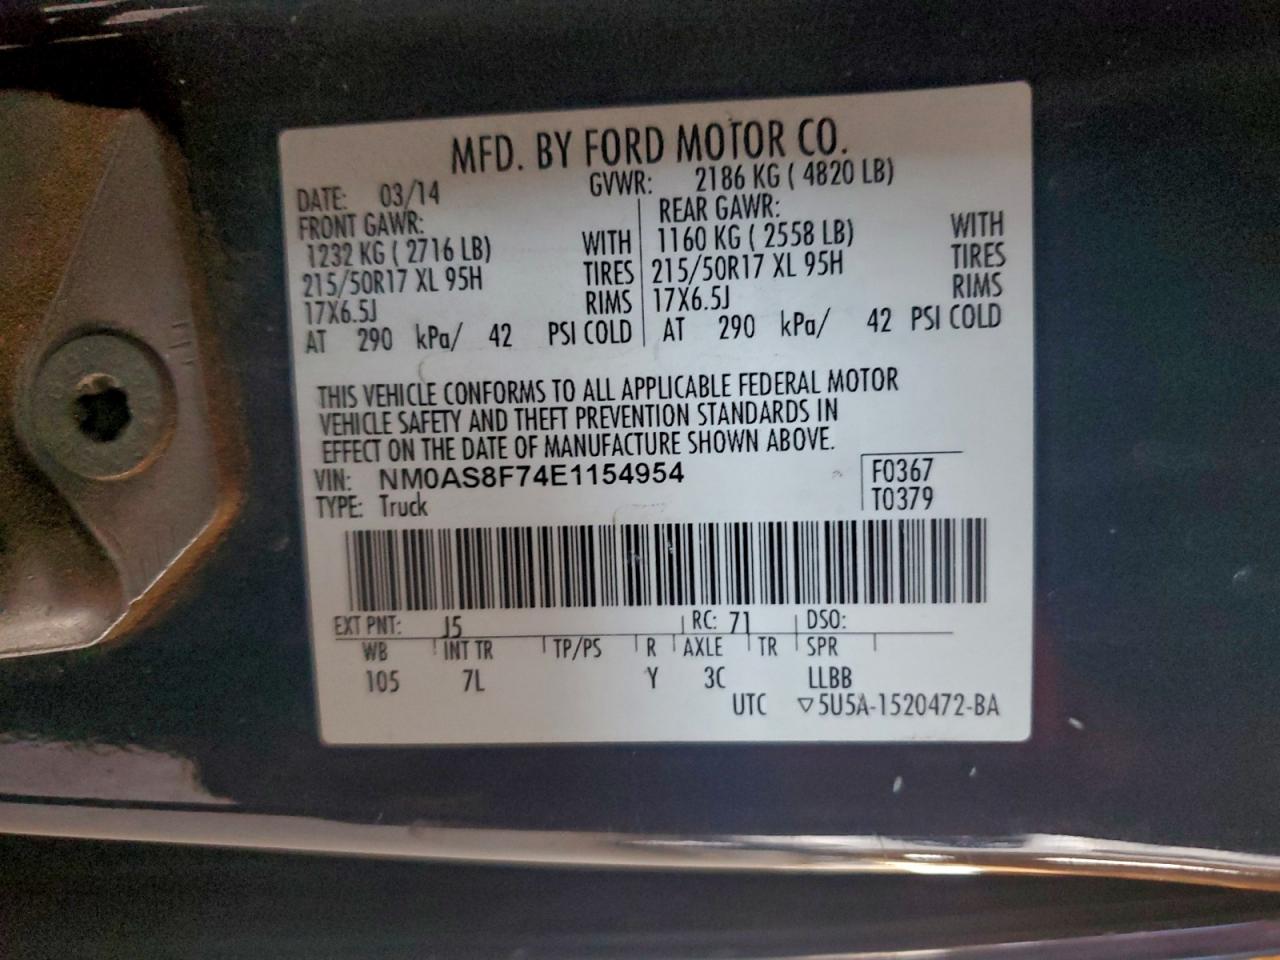 MFD. BY FORD MOTOR CO.
DATE: 03/14 GVWR: 2186 KG ( 4820 LB)
FRONT GAWR: REAR GAWR:
1232 KG ( 2716 LB) WITH 1160 KG ( 2558 LB) WITH
215/50R17 XL 95H TIRES 215/50R17 XL 95H TIRES
17X6.5J RIMS 17X6.5J RIMS
AT 290 kPa/ 42 PSI COLD AT 290 kPa/ 42 PSI COLD
THIS VEHICLE CONFORMS TO ALL APPLICABLE FEDERAL MOTOR
VEHICLE SAFETY AND THEFT PREVENTION STANDARDS IN
EFFECT ON THE DATE OF MANUFACTURE SHOWN ABOVE.
VIN: NM0AS8F74E1154954 F0367
TYPE: Truck T0379
EXT PNT: J5 RC: 71 DSO:
WB INT TR TP/PS R AXLE TR SPR
105 7L Y 3C LLBB
UTC ▽5U5A-1520472-BA